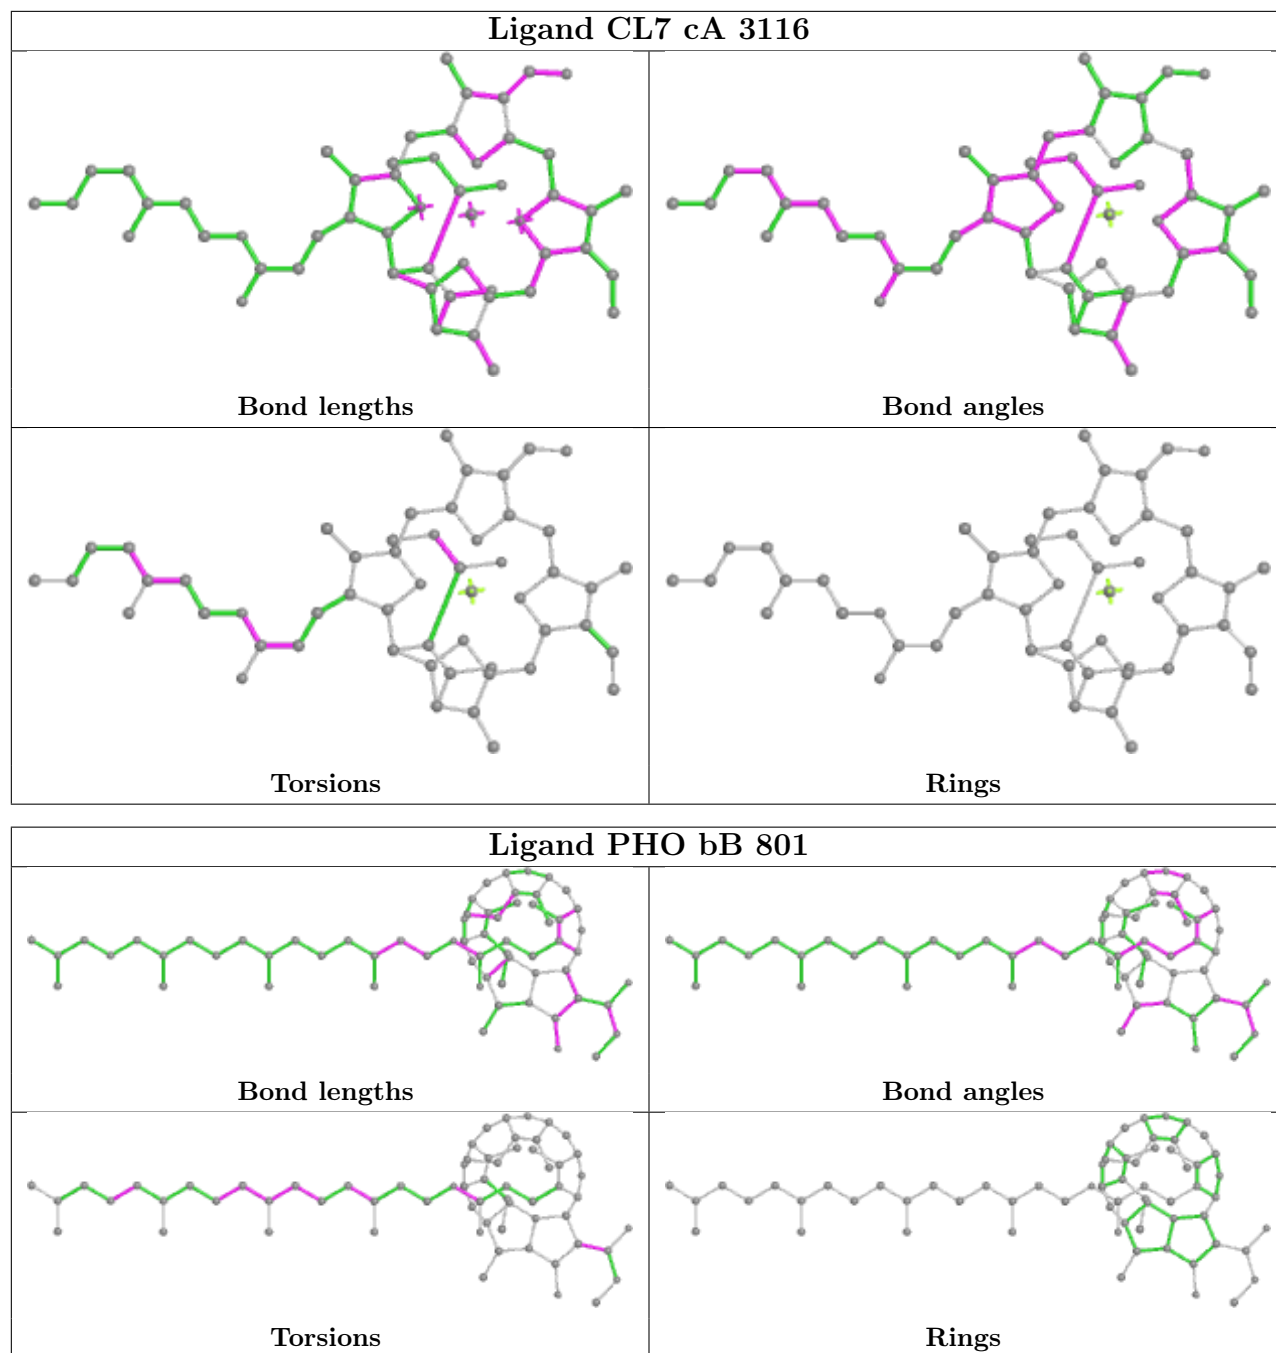 Ligand CL7 cA 3116
Bond lengths
Bond angles
Torsions
Rings
Ligand PHO bB 801
Bond lengths
Bond angles
Torsions
Rings